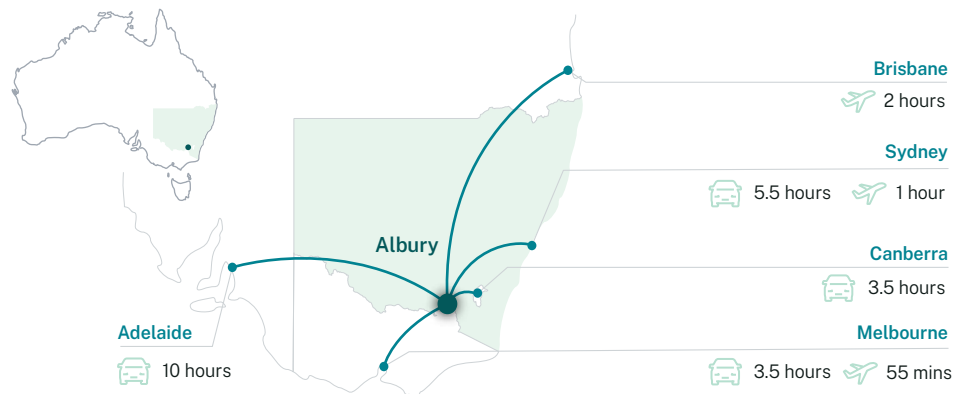 Brisbane
2 hours
Sydney
5.5 hours 1 hour
Albury
Canberra
3.5 hours
Adelaide
10 hours
Melbourne
3.5 hours 55 mins